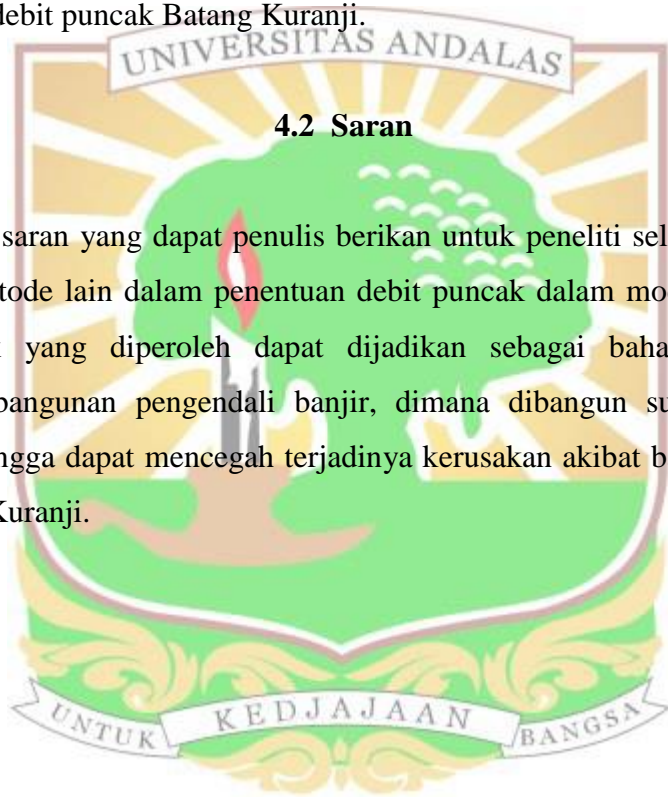 debit puncak Batang Kuranji.
UNIVERSITAS ANDALAS
4.2 Saran
saran yang dapat penulis berikan untuk peneliti sel
tode lain dalam penentuan debit puncak dalam mo
yang diperoleh dapat dijadikan sebagai baha
bangunan pengendali banjir, dimana dibangun su
ngga dapat mencegah terjadinya kerusakan akibat b
Kuranji.
UNTUK KEDJAJAAN BANGSA